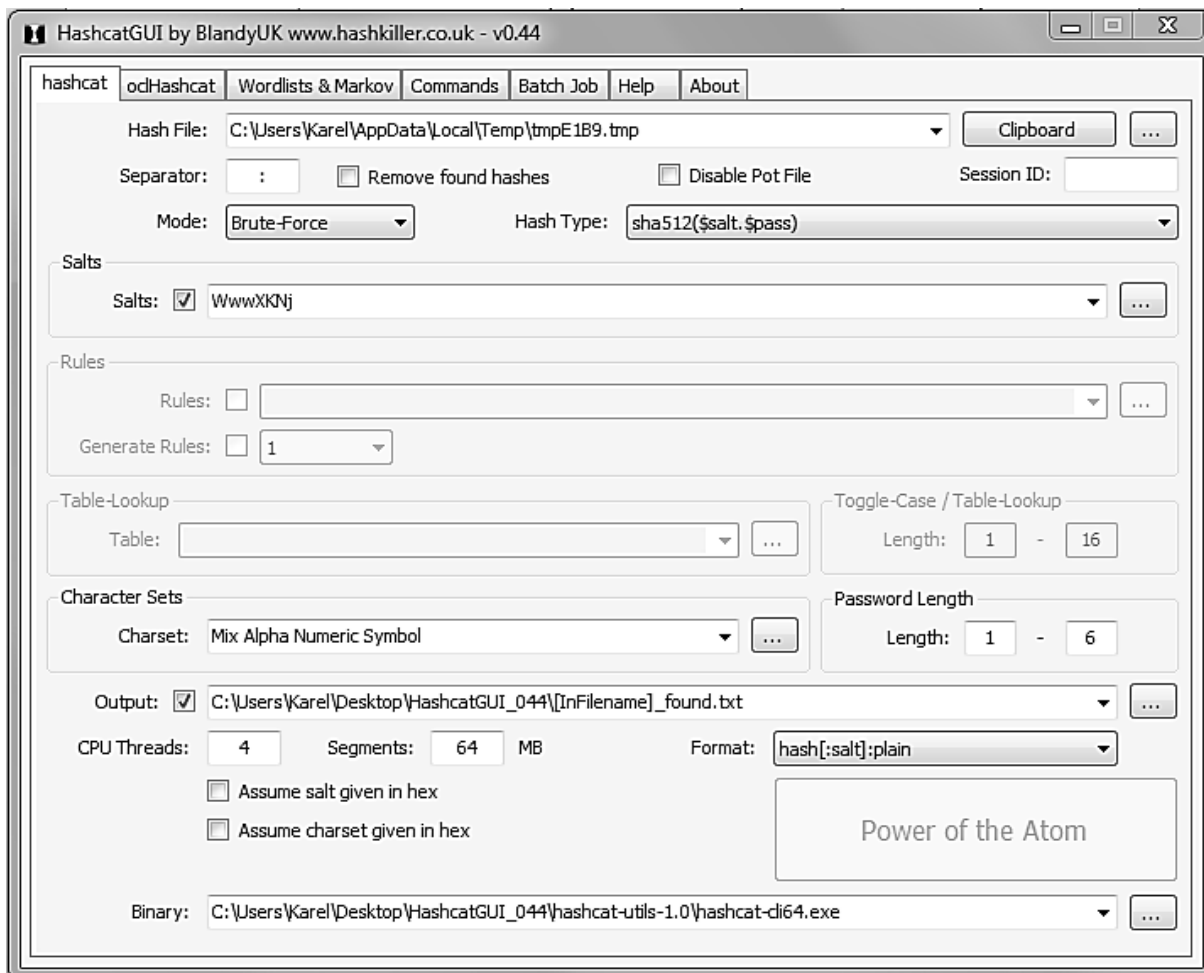 HashcatGUI by BlandyUK www.hashkiller.co.uk - v0.44
hashcat oclHashcat Wordlists & Markov Commands Batch Job Help About
Hash File: C:\Users\Karel\AppData\Local\Temp\tmpE1B9.tmp Clipboard ...
Separator: : Remove found hashes Disable Pot File Session ID:
Mode: Brute-Force Hash Type: sha512($salt.$pass)
Salts
Salts: WwwXKNj ...
Rules
Rules: ...
Generate Rules: 1
Table-Lookup Toggle-Case / Table-Lookup
Table: ... Length: 1 - 16
Character Sets Password Length
Charset: Mix Alpha Numeric Symbol ... Length: 1 - 6
Output: C:\Users\Karel\Desktop\HashcatGUI_044\[InFilename]_found.txt ...
CPU Threads: 4 Segments: 64 MB Format: hash[:salt]:plain
Assume salt given in hex
Assume charset given in hex
Power of the Atom
Binary: C:\Users\Karel\Desktop\HashcatGUI_044\hashcat-utils-1.0\hashcat-cli64.exe ...